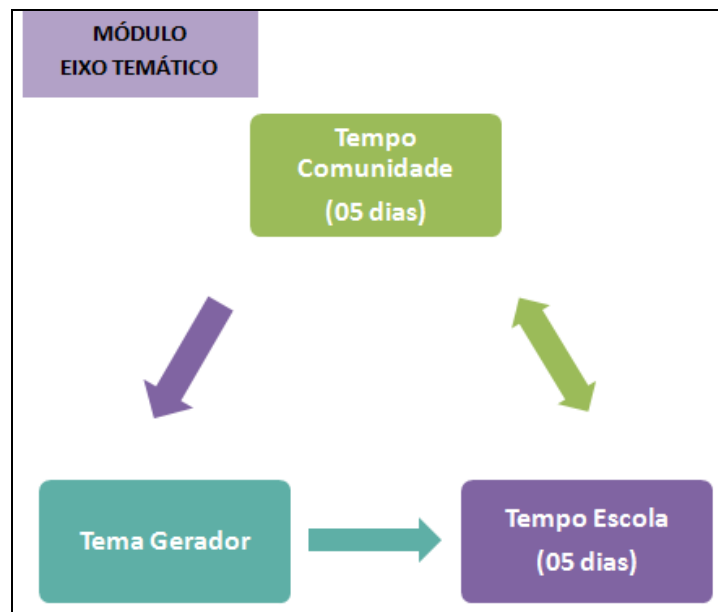 MÓDULO
EIXO TEMÁTICO
Tempo
Comunidade
(05 dias)
Tema Gerador
Tempo Escola
(05 dias)